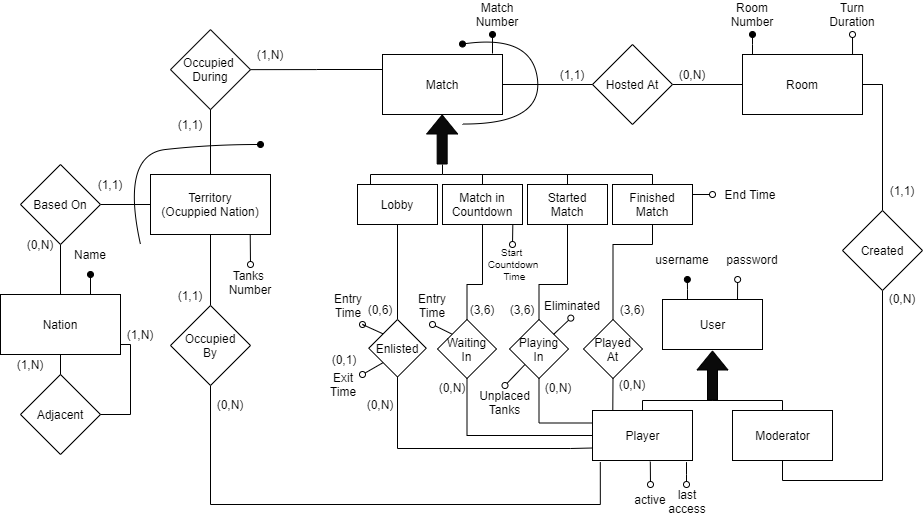 Match
Number
Room
Number
Turn
Duration
Occupied
During
(1,N)
Match
(1,1)
Hosted At
(0,N)
Room
(1,1)
Based On
(1,1)
Territory
(Ocuppied Nation)
Lobby
Match in
Countdown
Started
Match
Finished
Match
End Time
(1,1)
(0,N)
Name
Tanks
Number
Start
Countdown
Time
Created
username
password
(1,1)
Entry
Time
(0,6)
Entry
Time
(3,6)
(3,6)
Eliminated
(3,6)
(0,N)
Nation
(1,N)
(1,N)
Occupied
By
Enlisted
Waiting
In
Playing
In
Played
At
User
(0,1)
Exit
Time
(0,N)
(0,N)
Unplaced
Tanks
(0,N)
(0,N)
Adjacent
(0,N)
Player
Moderator
active
last
access